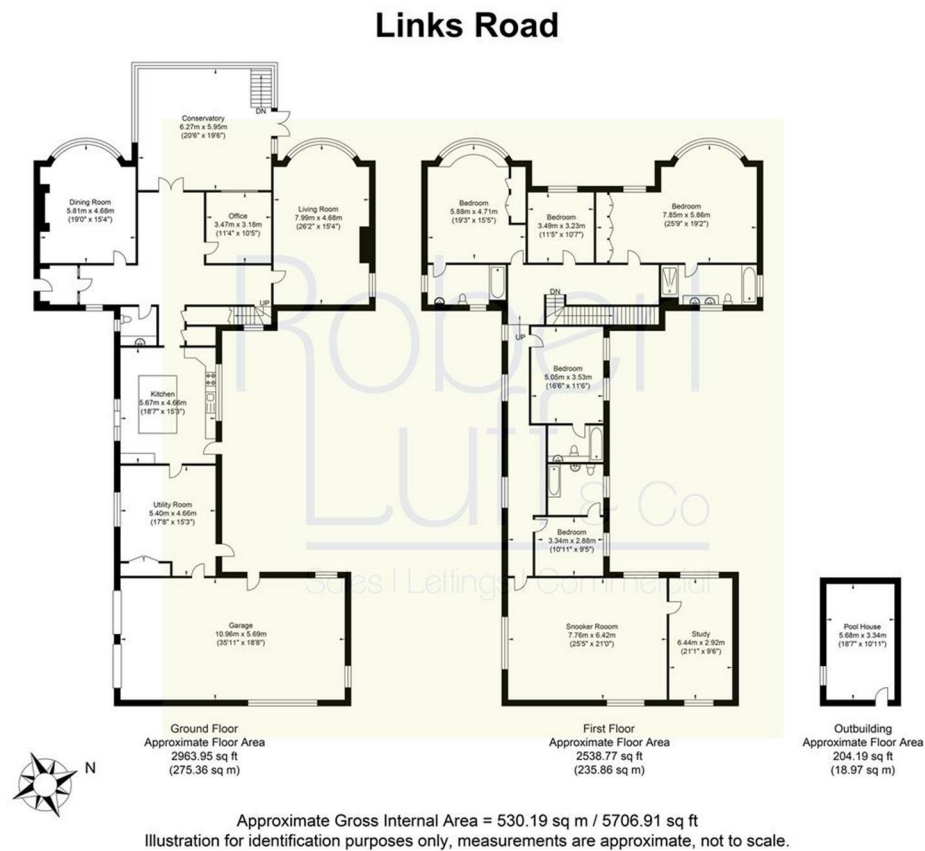 Links Road
Conservatory
6.27m x 5.95m
(20'6" x 19'6")
DN
Dining Room
5.81m x 4.68m
(19'0" x 15'4")
Office
3.47m x 3.18m
(11'4" x 10'5")
Living Room
7.99m x 4.68m
(26'2" x 15'4")
UP
Kitchen
5.67m x 4.66m
(18'7" x 15'3")
Utility Room
5.40m x 4.66m
(17'8" x 15'3")
Garage
10.96m x 5.69m
(35'11" x 18'8")
Ground Floor
Approximate Floor Area
2963.95 sq ft
(275.36 sq m)
Bedroom
5.88m x 4.71m
(19'3" x 15'5")
Bedroom
3.49m x 3.23m
(11'5" x 10'7")
Bedroom
7.85m x 5.86m
(25'9" x 19'2")
DN
UP
Bedroom
5.05m x 3.53m
(16'6" x 11'6")
Bedroom
3.34m x 2.88m
(10'11" x 9'5")
Snooker Rooom
7.76m x 6.42m
(25'5" x 21'0")
Study
6.44m x 2.92m
(21'1" x 9'6")
First Floor
Approximate Floor Area
2538.77 sq ft
(235.86 sq m)
Pool House
5.68m x 3.34m
(18'7" x 10'11")
Outbuilding
Approximate Floor Area
204.19 sq ft
(18.97 sq m)
Robert
Luff & Co
Sales | Lettings | Commercial
N
Approximate Gross Internal Area = 530.19 sq m / 5706.91 sq ft
Illustration for identification purposes only, measurements are approximate, not to scale.